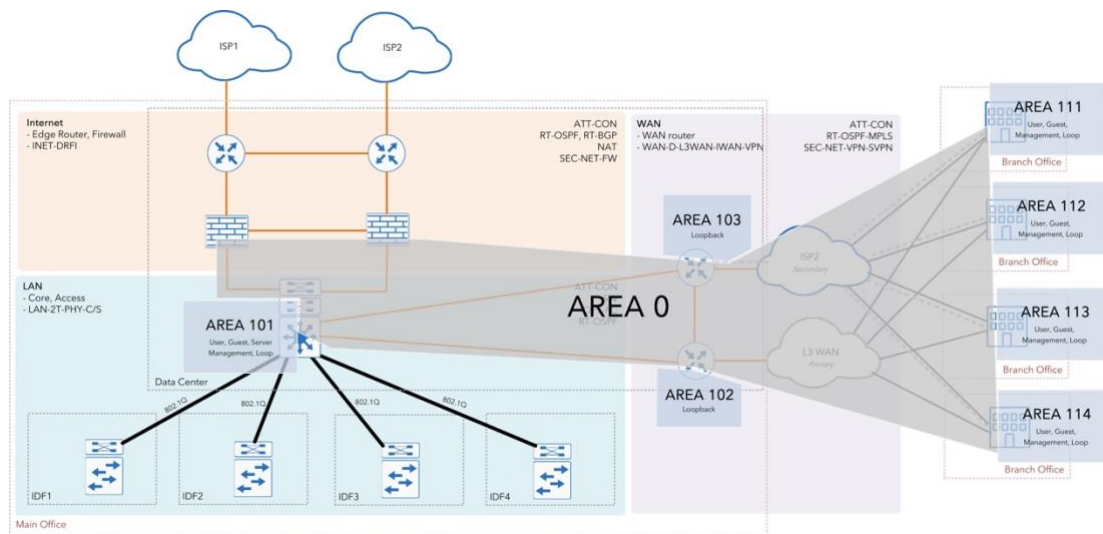 ISP1
ISP2
Internet
- Edge Router, Firewall
- INET-DRFI
ATT-CON
RT-OSPF, RT-BGP
NAT
SEC-NET-FW
WAN
- WAN router
- WAN-D-L3WAN-IWAN-VPN
ATT-CON
RT-OSPF-MPLS
SEC-NET-VPN-SVPN
AREA 111
User, Guest,
Management, Loop
Branch Office
AREA 112
User, Guest,
Management, Loop
Branch Office
AREA 103
Loopback
ISP2
Secondary
LAN
- Core, Access
- LAN-2T-PHY-C/S
ATT-CON
RT-OSPF
AREA 0
AREA 101
User, Guest, Server
Management, Loop
AREA 113
User, Guest,
Management, Loop
Branch Office
L3 WAN
Primary
Data Center
AREA 102
Loopback
AREA 114
User, Guest,
Management, Loop
Branch Office
802.1Q
802.1Q
802.1Q
802.1Q
IDF1
IDF2
IDF3
IDF4
Main Office